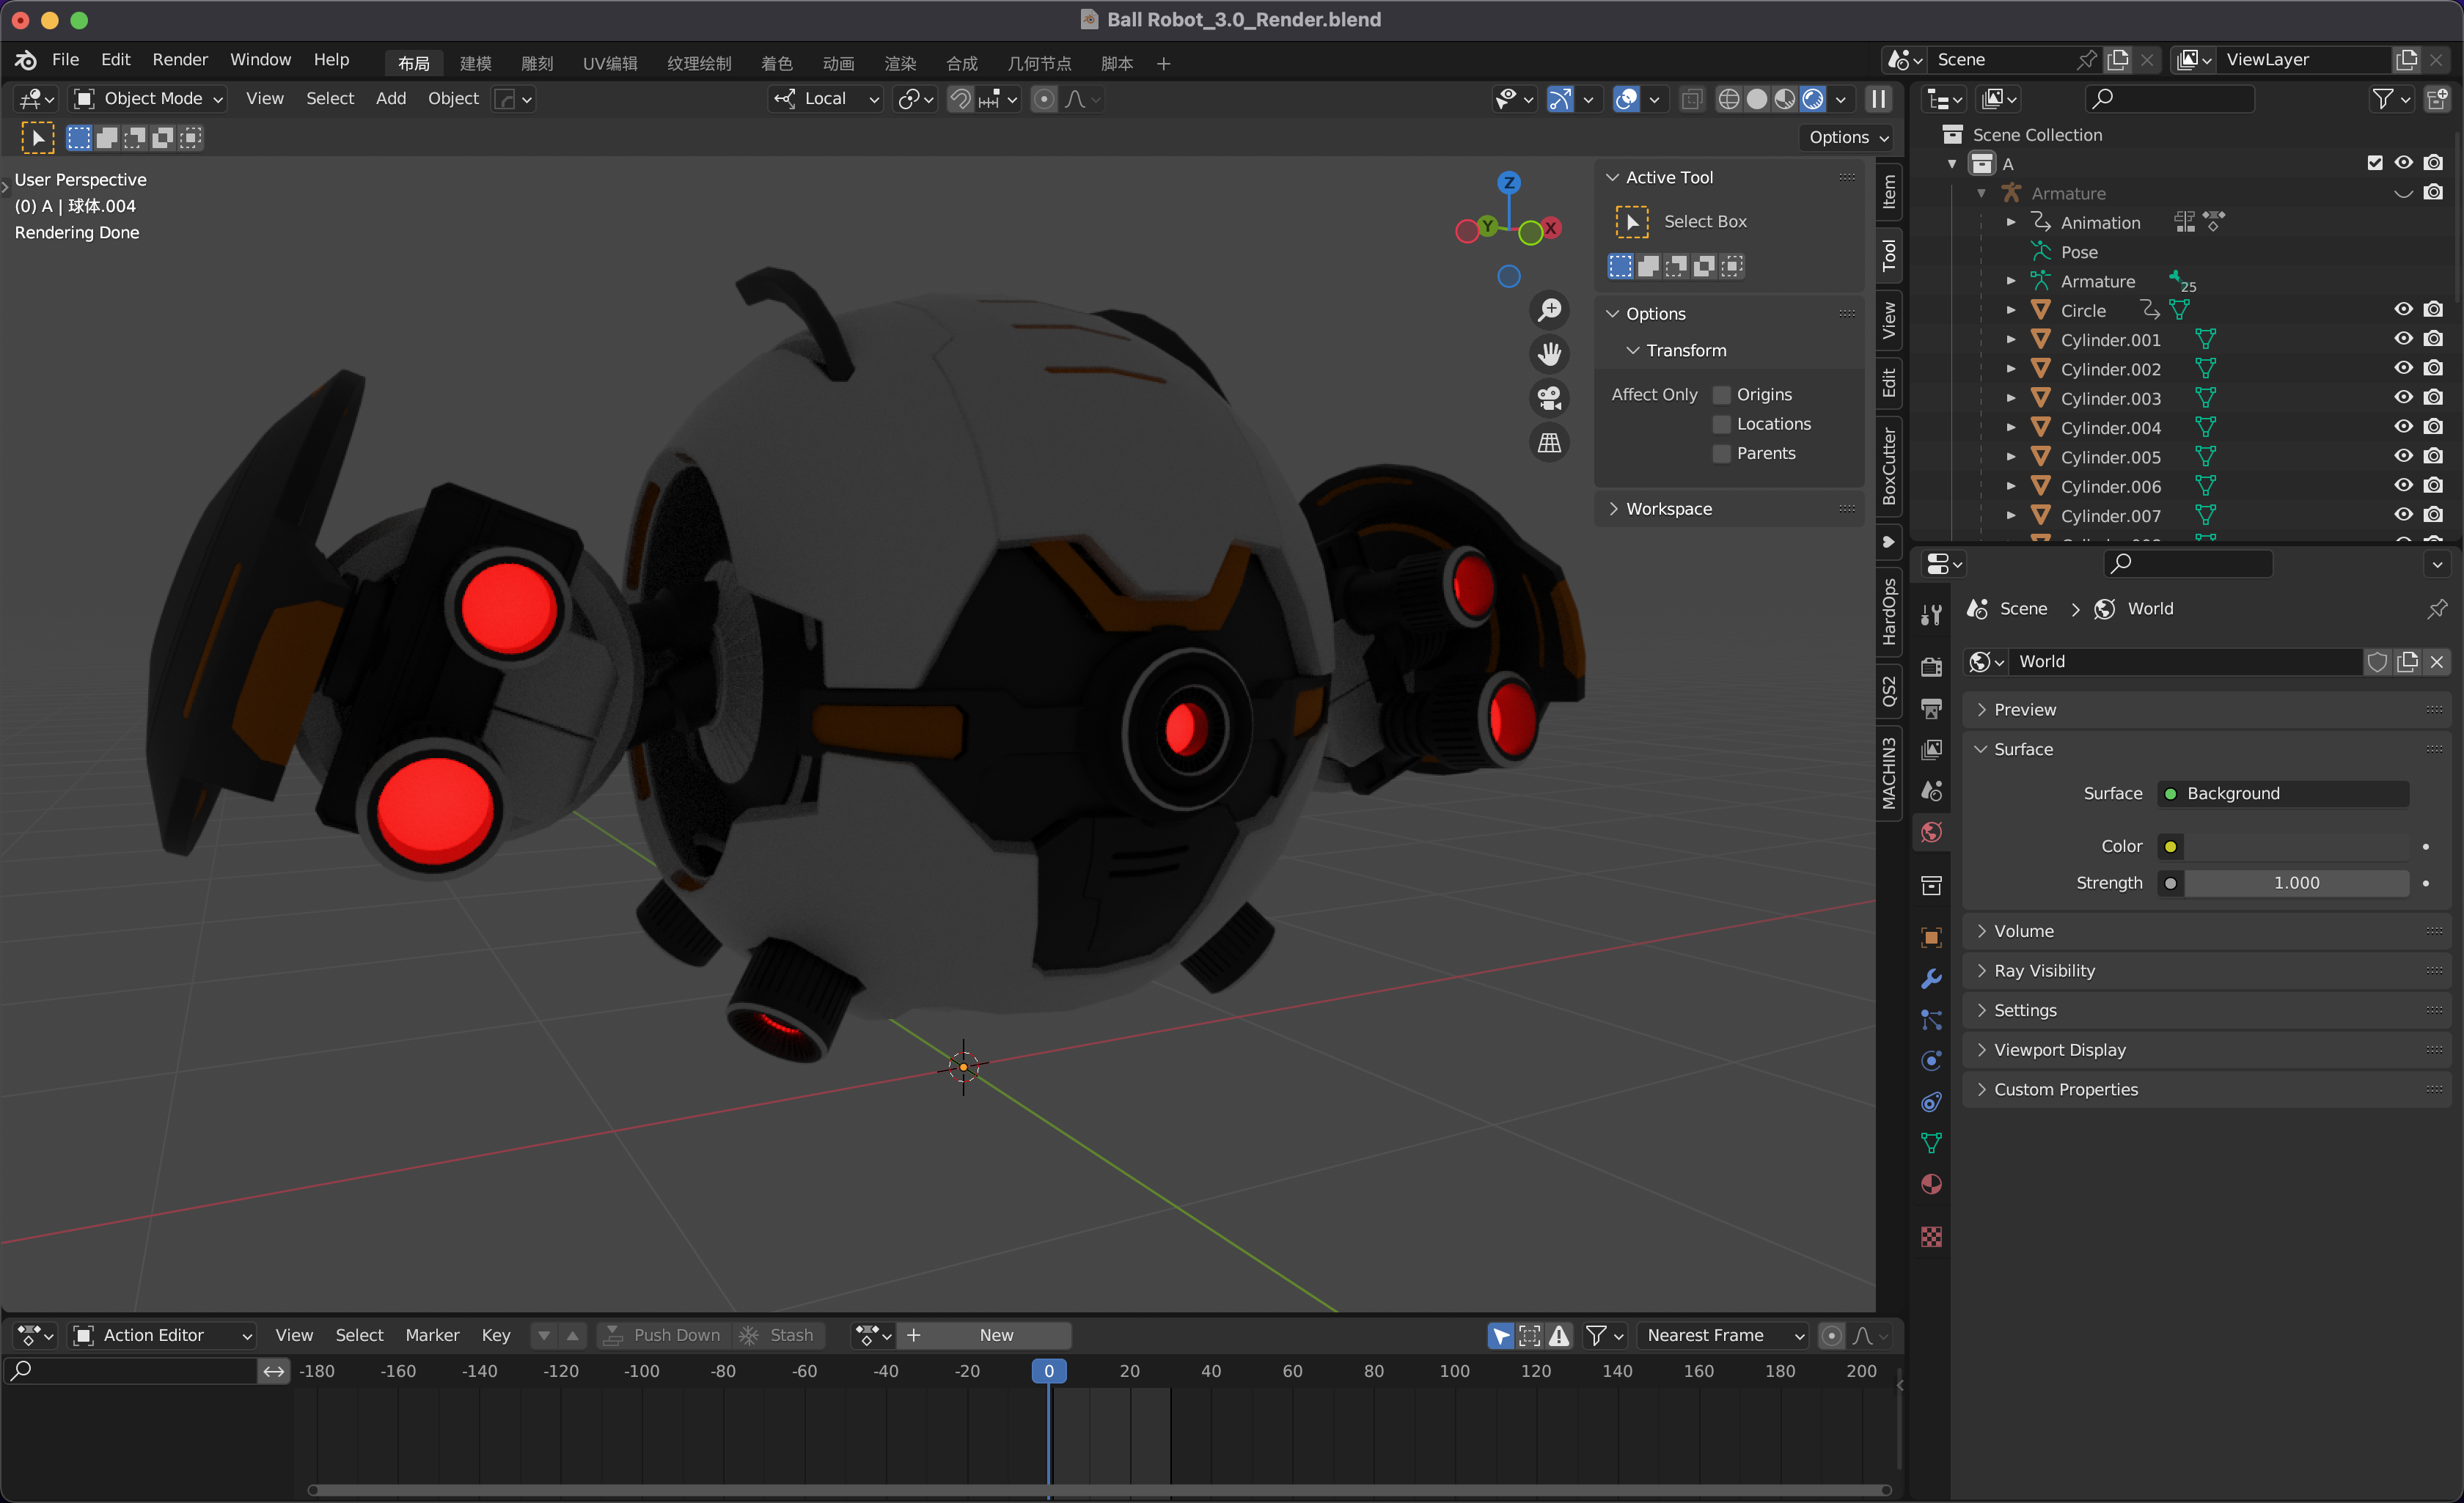 Ball Robot_3.0_Render.blend
File Edit Render Window Help 布局 建模 雕刻 UV编辑 纹理绘制 着色 动画 渲染 合成 几何节点 脚本 Scene ViewLayer
Object Mode View Select Add Object Local
Options
User Perspective
(0) A | 球体.004
Rendering Done
Z
Y
X
Active Tool
Select Box
Options
Transform
Affect Only Origins
Locations
Parents
Workspace
Item
Tool
View
Edit
BoxCutter
HardOps
QS2
MACHIN3
Scene Collection
A
Armature
Animation
Pose
Armature 25
Circle
Cylinder.001
Cylinder.002
Cylinder.003
Cylinder.004
Cylinder.005
Cylinder.006
Cylinder.007
Scene World
World
Preview
Surface
Surface Background
Color
Strength 1.000
Volume
Ray Visibility
Settings
Viewport Display
Custom Properties
Action Editor View Select Marker Key Push Down Stash New Nearest Frame
-180 -160 -140 -120 -100 -80 -60 -40 -20 0 20 40 60 80 100 120 140 160 180 200